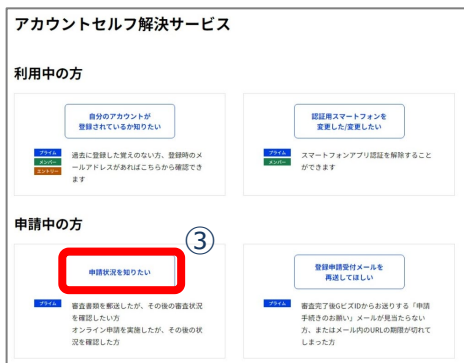 アカウントセルフ解決サービス
利用中の方
自分のアカウントが
登録されているか知りたい
プライム
メンバー
エントリー
過去に登録した覚えのない方、登録時のメ
ールアドレスがあればこちらから確認でき
ます
認証用スマートフォンを
変更した/変更したい
プライム
メンバー
スマートフォンアプリ認証を解除すること
ができます
申請中の方
③
申請状況を知りたい
プライム
審査書類を郵送したが、その後の審査状況
を確認したい方
オンライン申請を実施したが、その後の状
況を確認した方
登録申請受付メールを
再送してほしい
プライム
審査完了後GビズIDからお送りする「申請
手続きのお願い」メールが見当たらない
方、またはメール内のURLの期限が切れて
しまった方